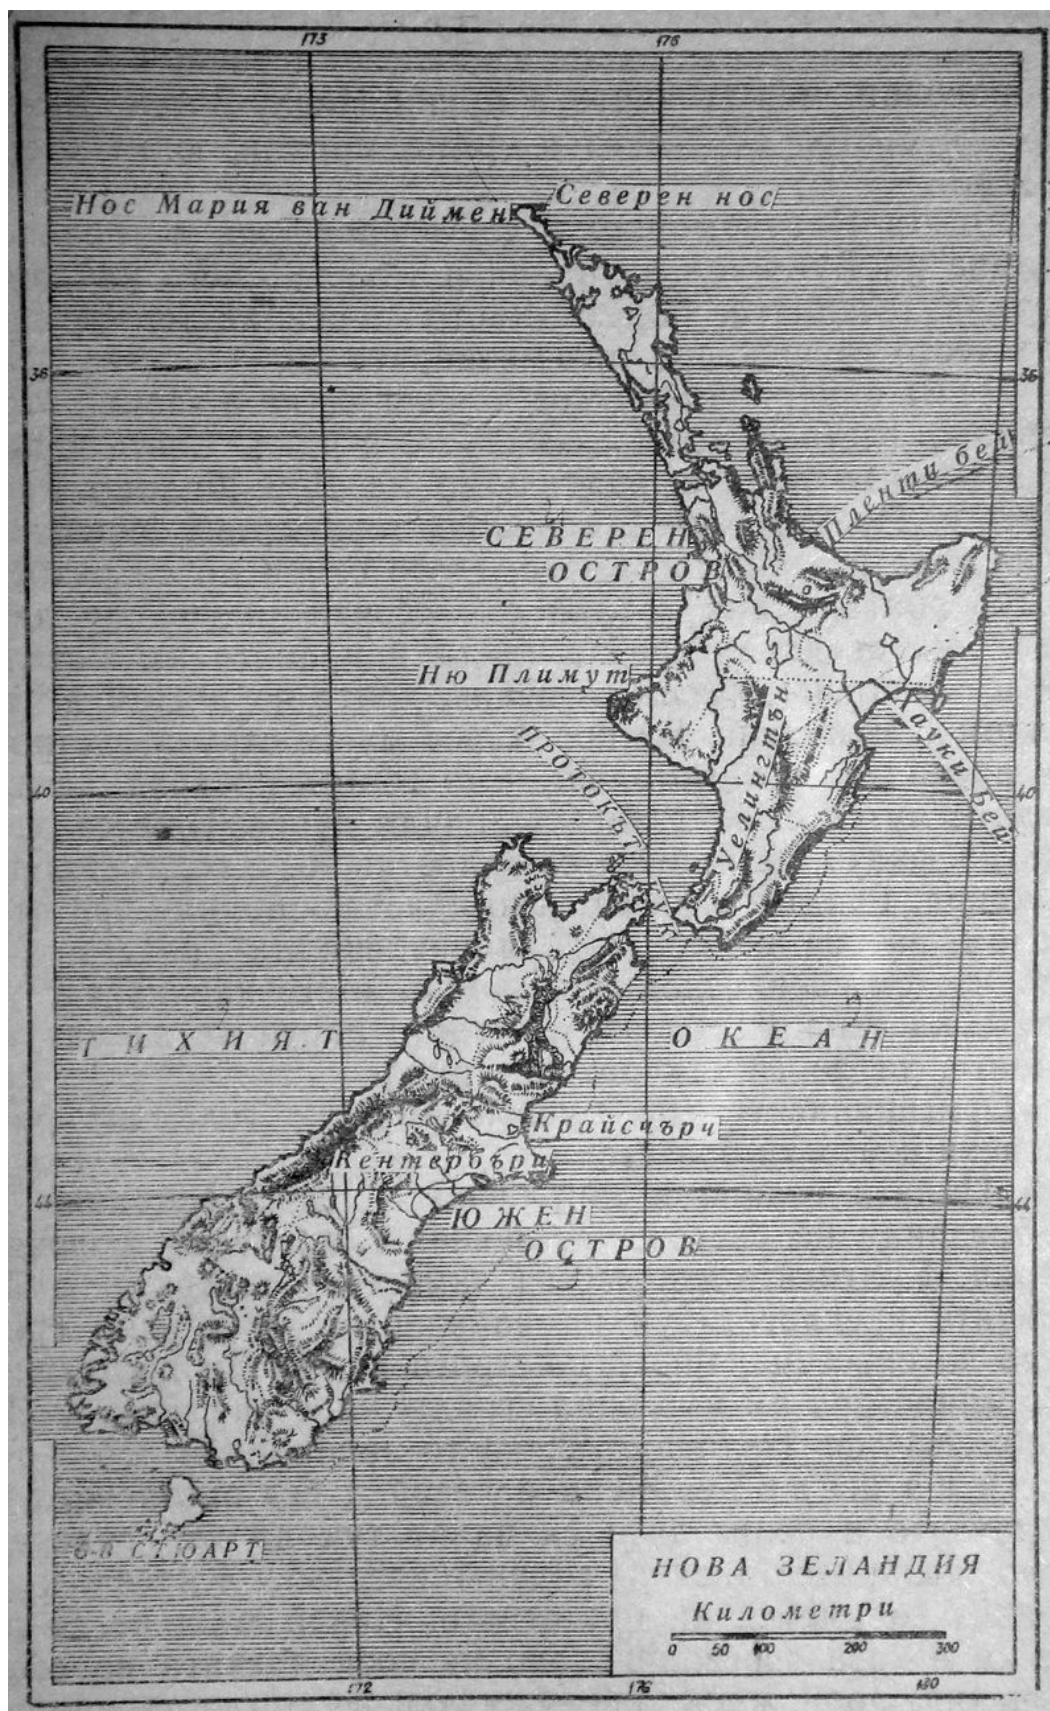 173 176
Нос Мария ван Диймен
Северен нос
36 36
Пленти бей
СЕВЕРЕН
ОСТРОВ
Ню Плимут
Хауки Бей
Уелингтън
ПРОТОКЪТ
КУК
40 40
ТИХИЯТ ОКЕАН
Крайсчърч
Кентербъри
44 44
ЮЖЕН
ОСТРОВ
О-В СТЮАРТ
НОВА ЗЕЛАНДИЯ
Километри
0 50 100 200 300
172 176 180